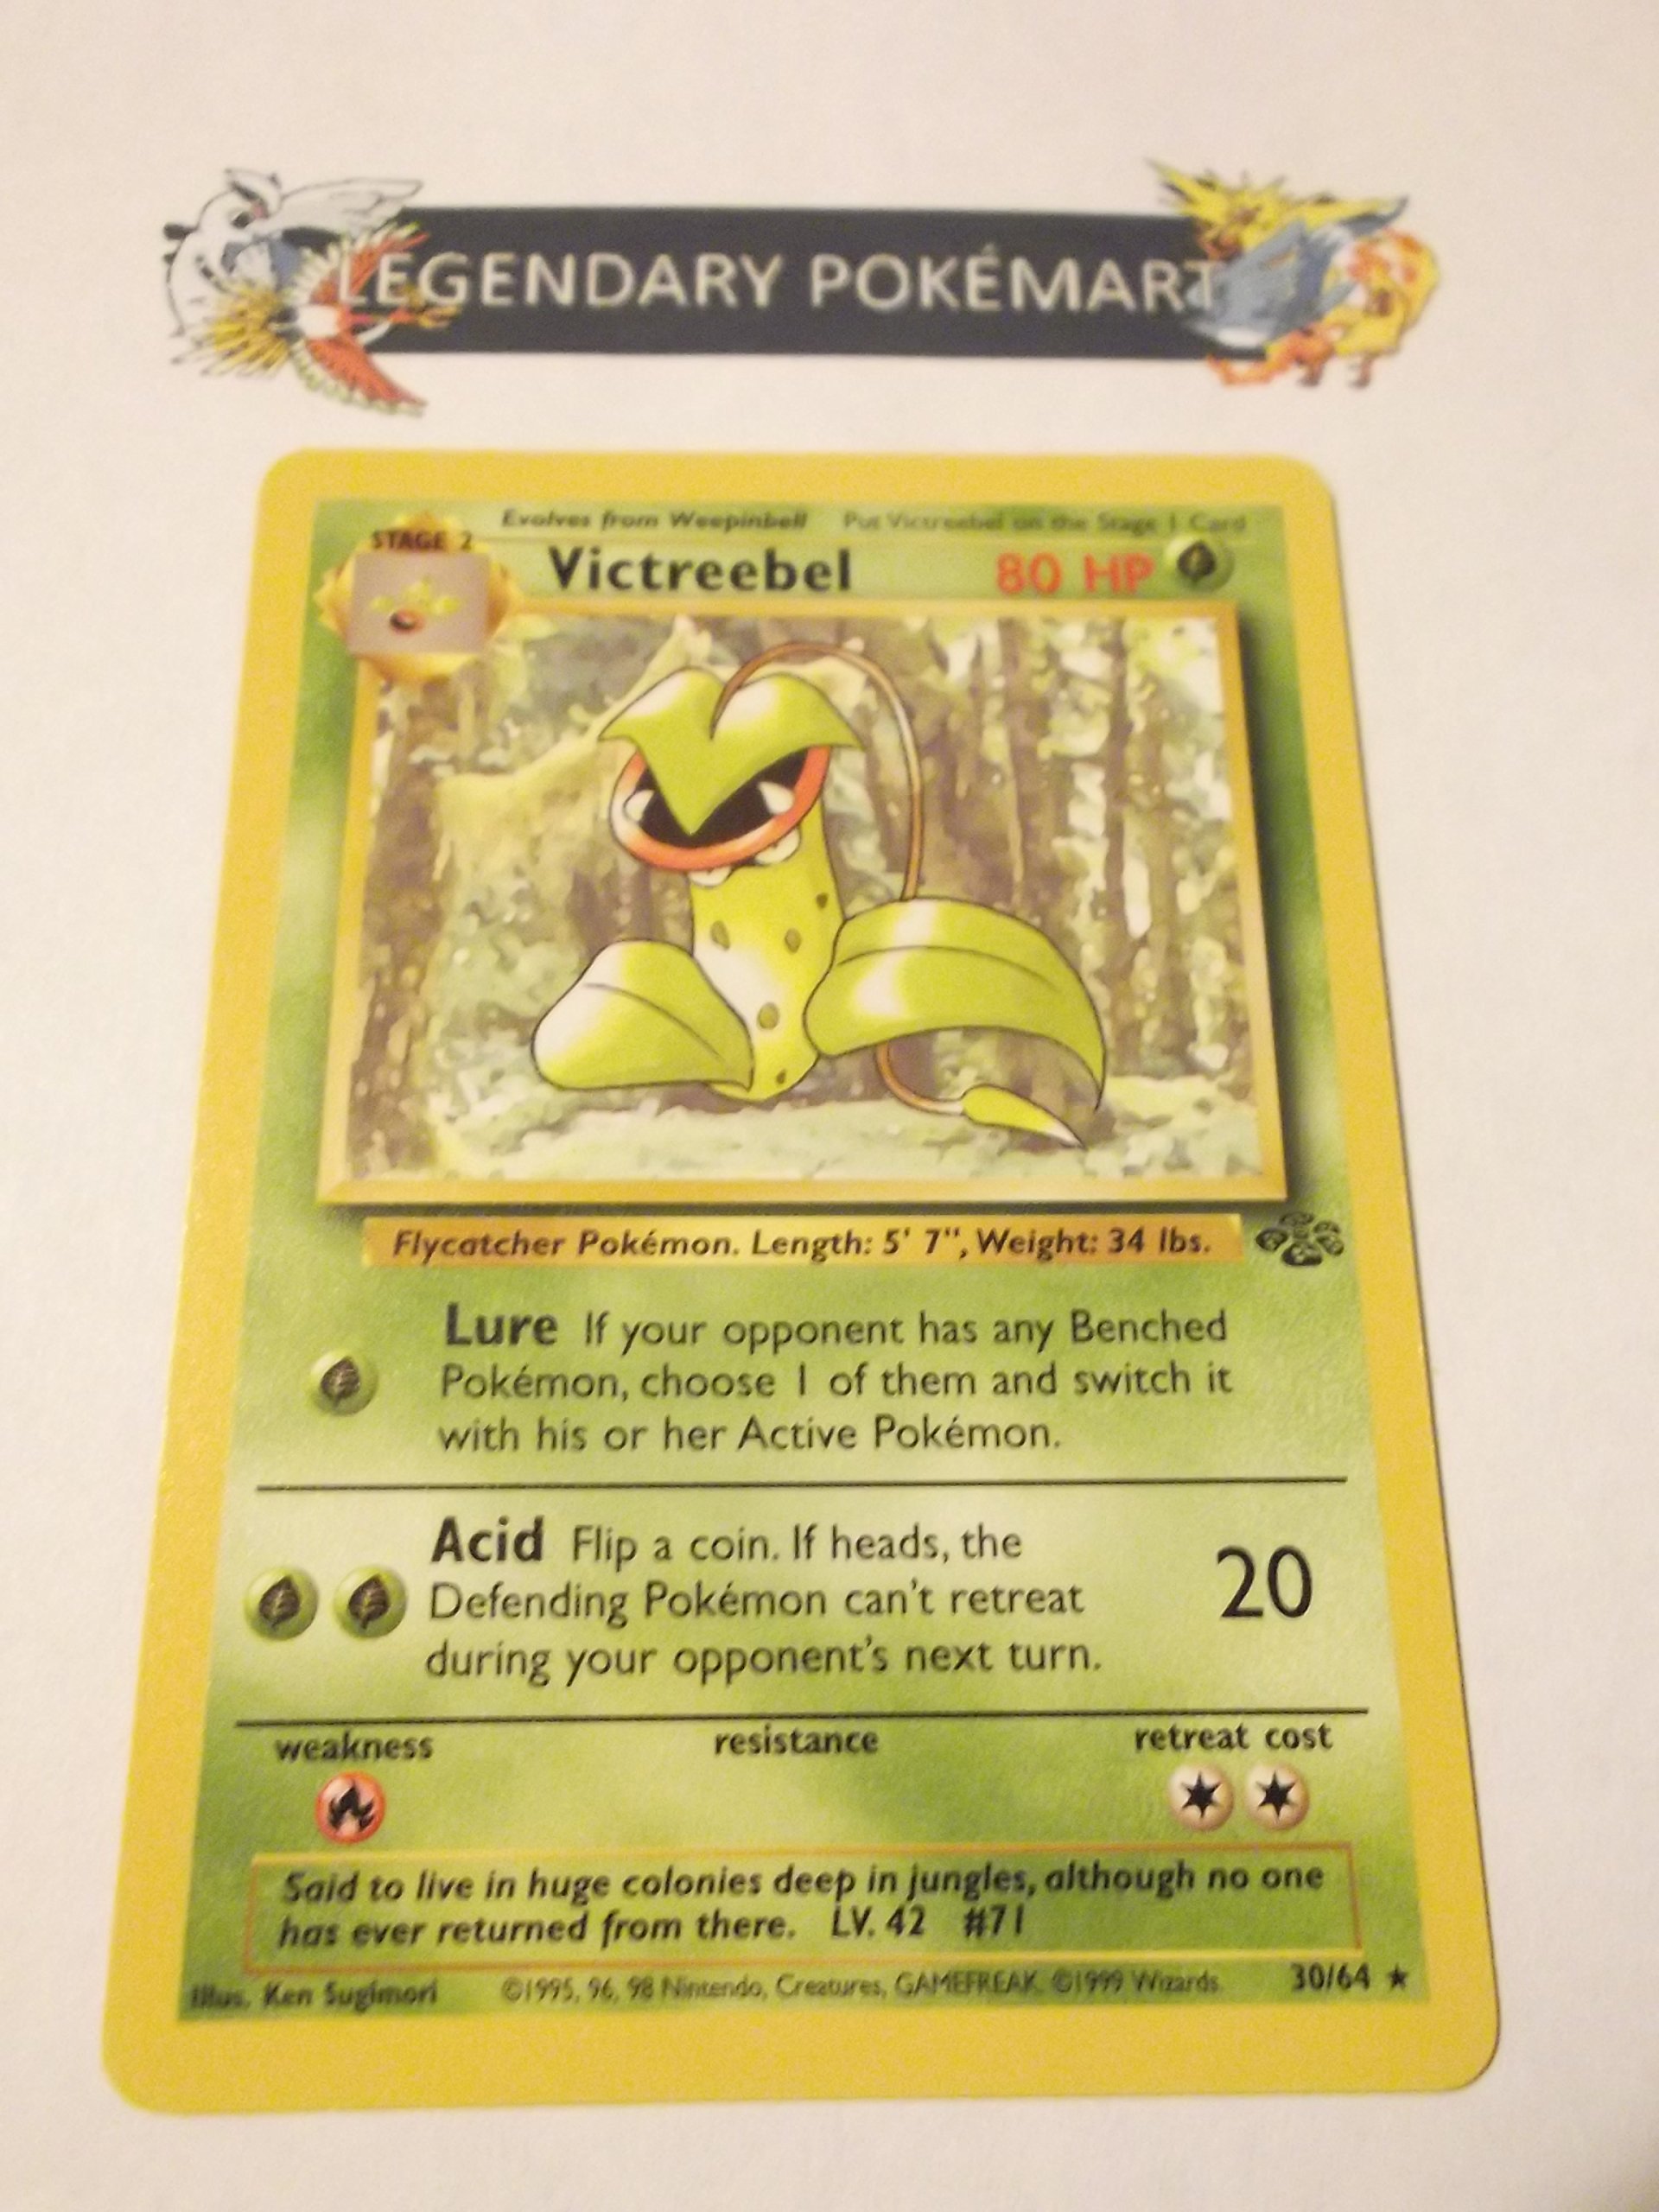 LEGENDARY POKÉMART
Evolves from Weepinbell Put Victreebel on the Stage 1 Card
STAGE 2
Victreebel 80 HP
Flycatcher Pokémon. Length: 5' 7", Weight: 34 lbs.
Lure If your opponent has any Benched
Pokémon, choose 1 of them and switch it
with his or her Active Pokémon.
Acid Flip a coin. If heads, the
Defending Pokémon can't retreat
during your opponent's next turn.
20
weakness resistance retreat cost
Said to live in huge colonies deep in jungles, although no one
has ever returned from there. LV. 42 #71
Illus. Ken Sugimori ©1995, 96, 98 Nintendo, Creatures, GAMEFREAK. ©1999 Wizards. 30/64 ★